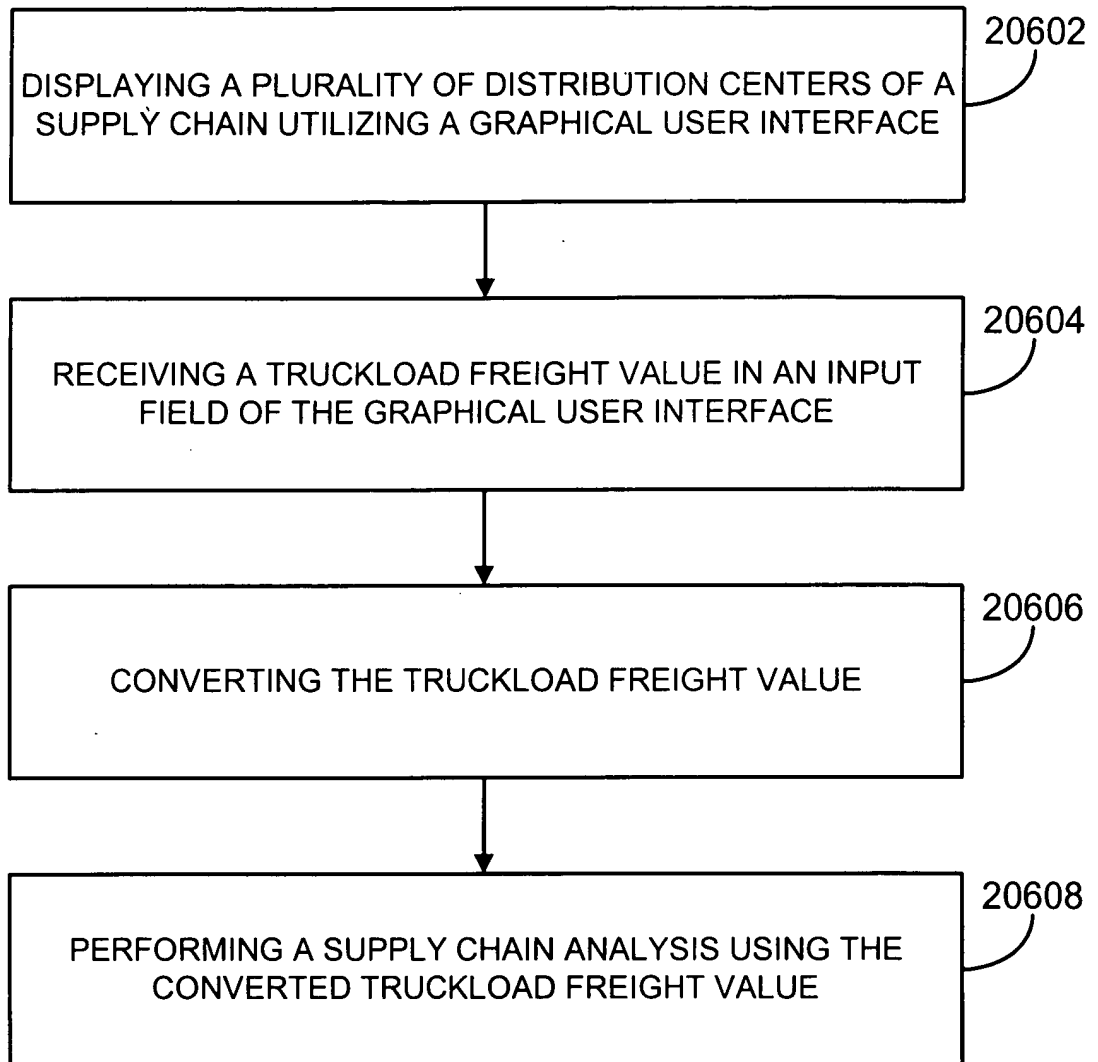 20602
DISPLAYING A PLURALITY OF DISTRIBUTION CENTERS OF A
SUPPLY CHAIN UTILIZING A GRAPHICAL USER INTERFACE
20604
RECEIVING A TRUCKLOAD FREIGHT VALUE IN AN INPUT
FIELD OF THE GRAPHICAL USER INTERFACE
20606
CONVERTING THE TRUCKLOAD FREIGHT VALUE
20608
PERFORMING A SUPPLY CHAIN ANALYSIS USING THE
CONVERTED TRUCKLOAD FREIGHT VALUE